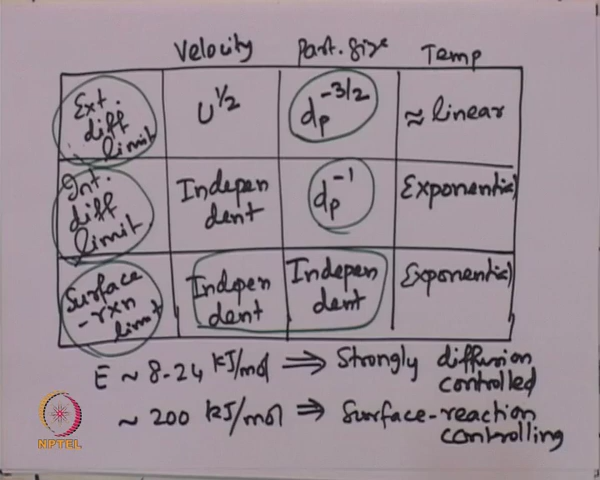 Velocity Part. Size Temp
Ext. diff limit U^1/2 dp^-3/2 ≈ linear
Int. diff limit. Indepen dent dp^-1 Exponential
Surface -rxn limit Indepen dent Indepen dent Exponential
E ~ 8-24 kJ/mol ⇒ Strongly diffusion controlled
~ 200 kJ/mol ⇒ Surface-reaction controlling
NPTEL